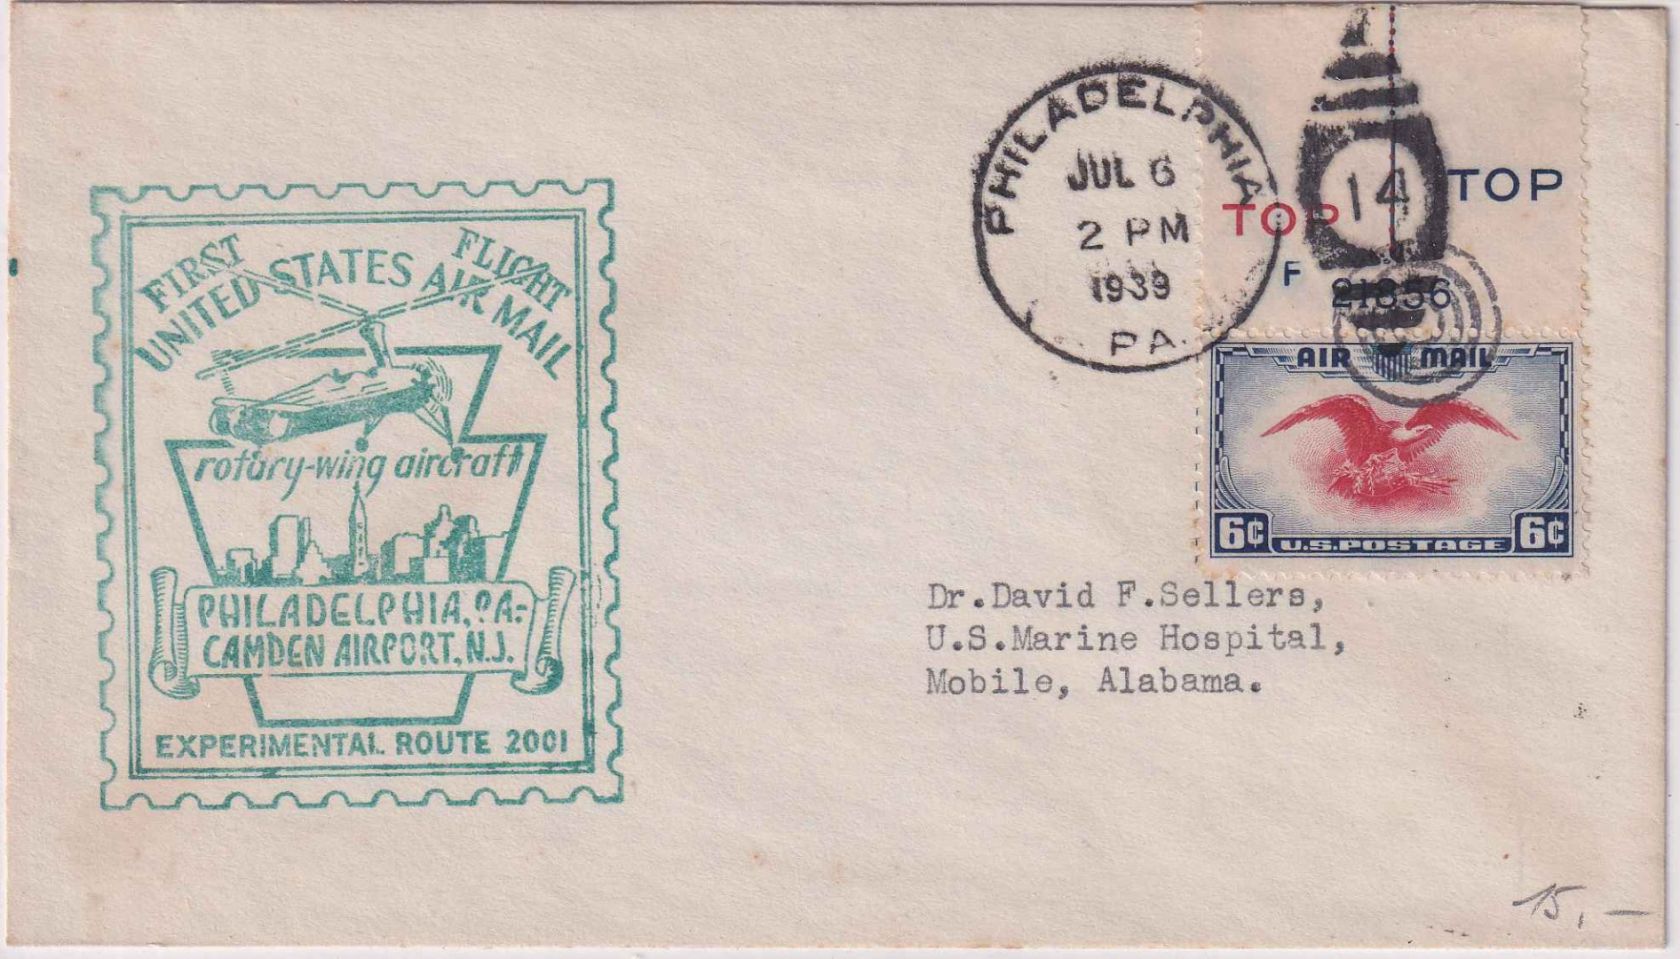 FIRST FLIGHT
UNITED STATES AIR MAIL
rotary-wing aircraft
PHILADELPHIA, PA-
CAMDEN AIRPORT, N.J.
EXPERIMENTAL ROUTE 2001
PHILADELPHIA
JUL 6
2 PM
1939
PA.
14
TOP TOP
F 21856
AIR MAIL
6¢ U.S. POSTAGE 6¢
Dr. David F. Sellers,
U.S. Marine Hospital,
Mobile, Alabama.
15,—